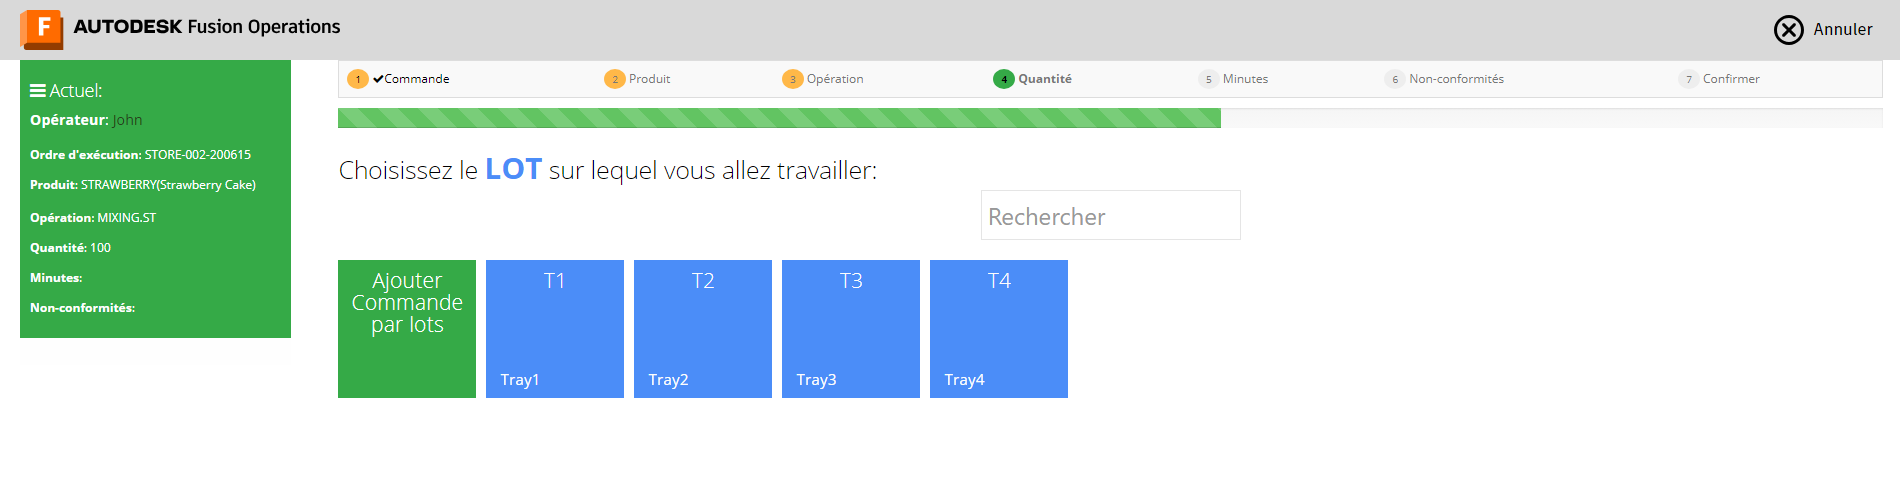 F AUTODESK Fusion Operations
Annuler
Actuel:
Opérateur: John
Ordre d'exécution: STORE-002-200615
Produit: STRAWBERRY(Strawberry Cake)
Opération: MIXING.ST
Quantité: 100
Minutes:
Non-conformités:
1 Commande
2 Produit
3 Opération
4 Quantité
5 Minutes
6 Non-conformités
7 Confirmer
Choisissez le LOT sur lequel vous allez travailler:
Rechercher
Ajouter
Commande
par lots
T1
Tray1
T2
Tray2
T3
Tray3
T4
Tray4